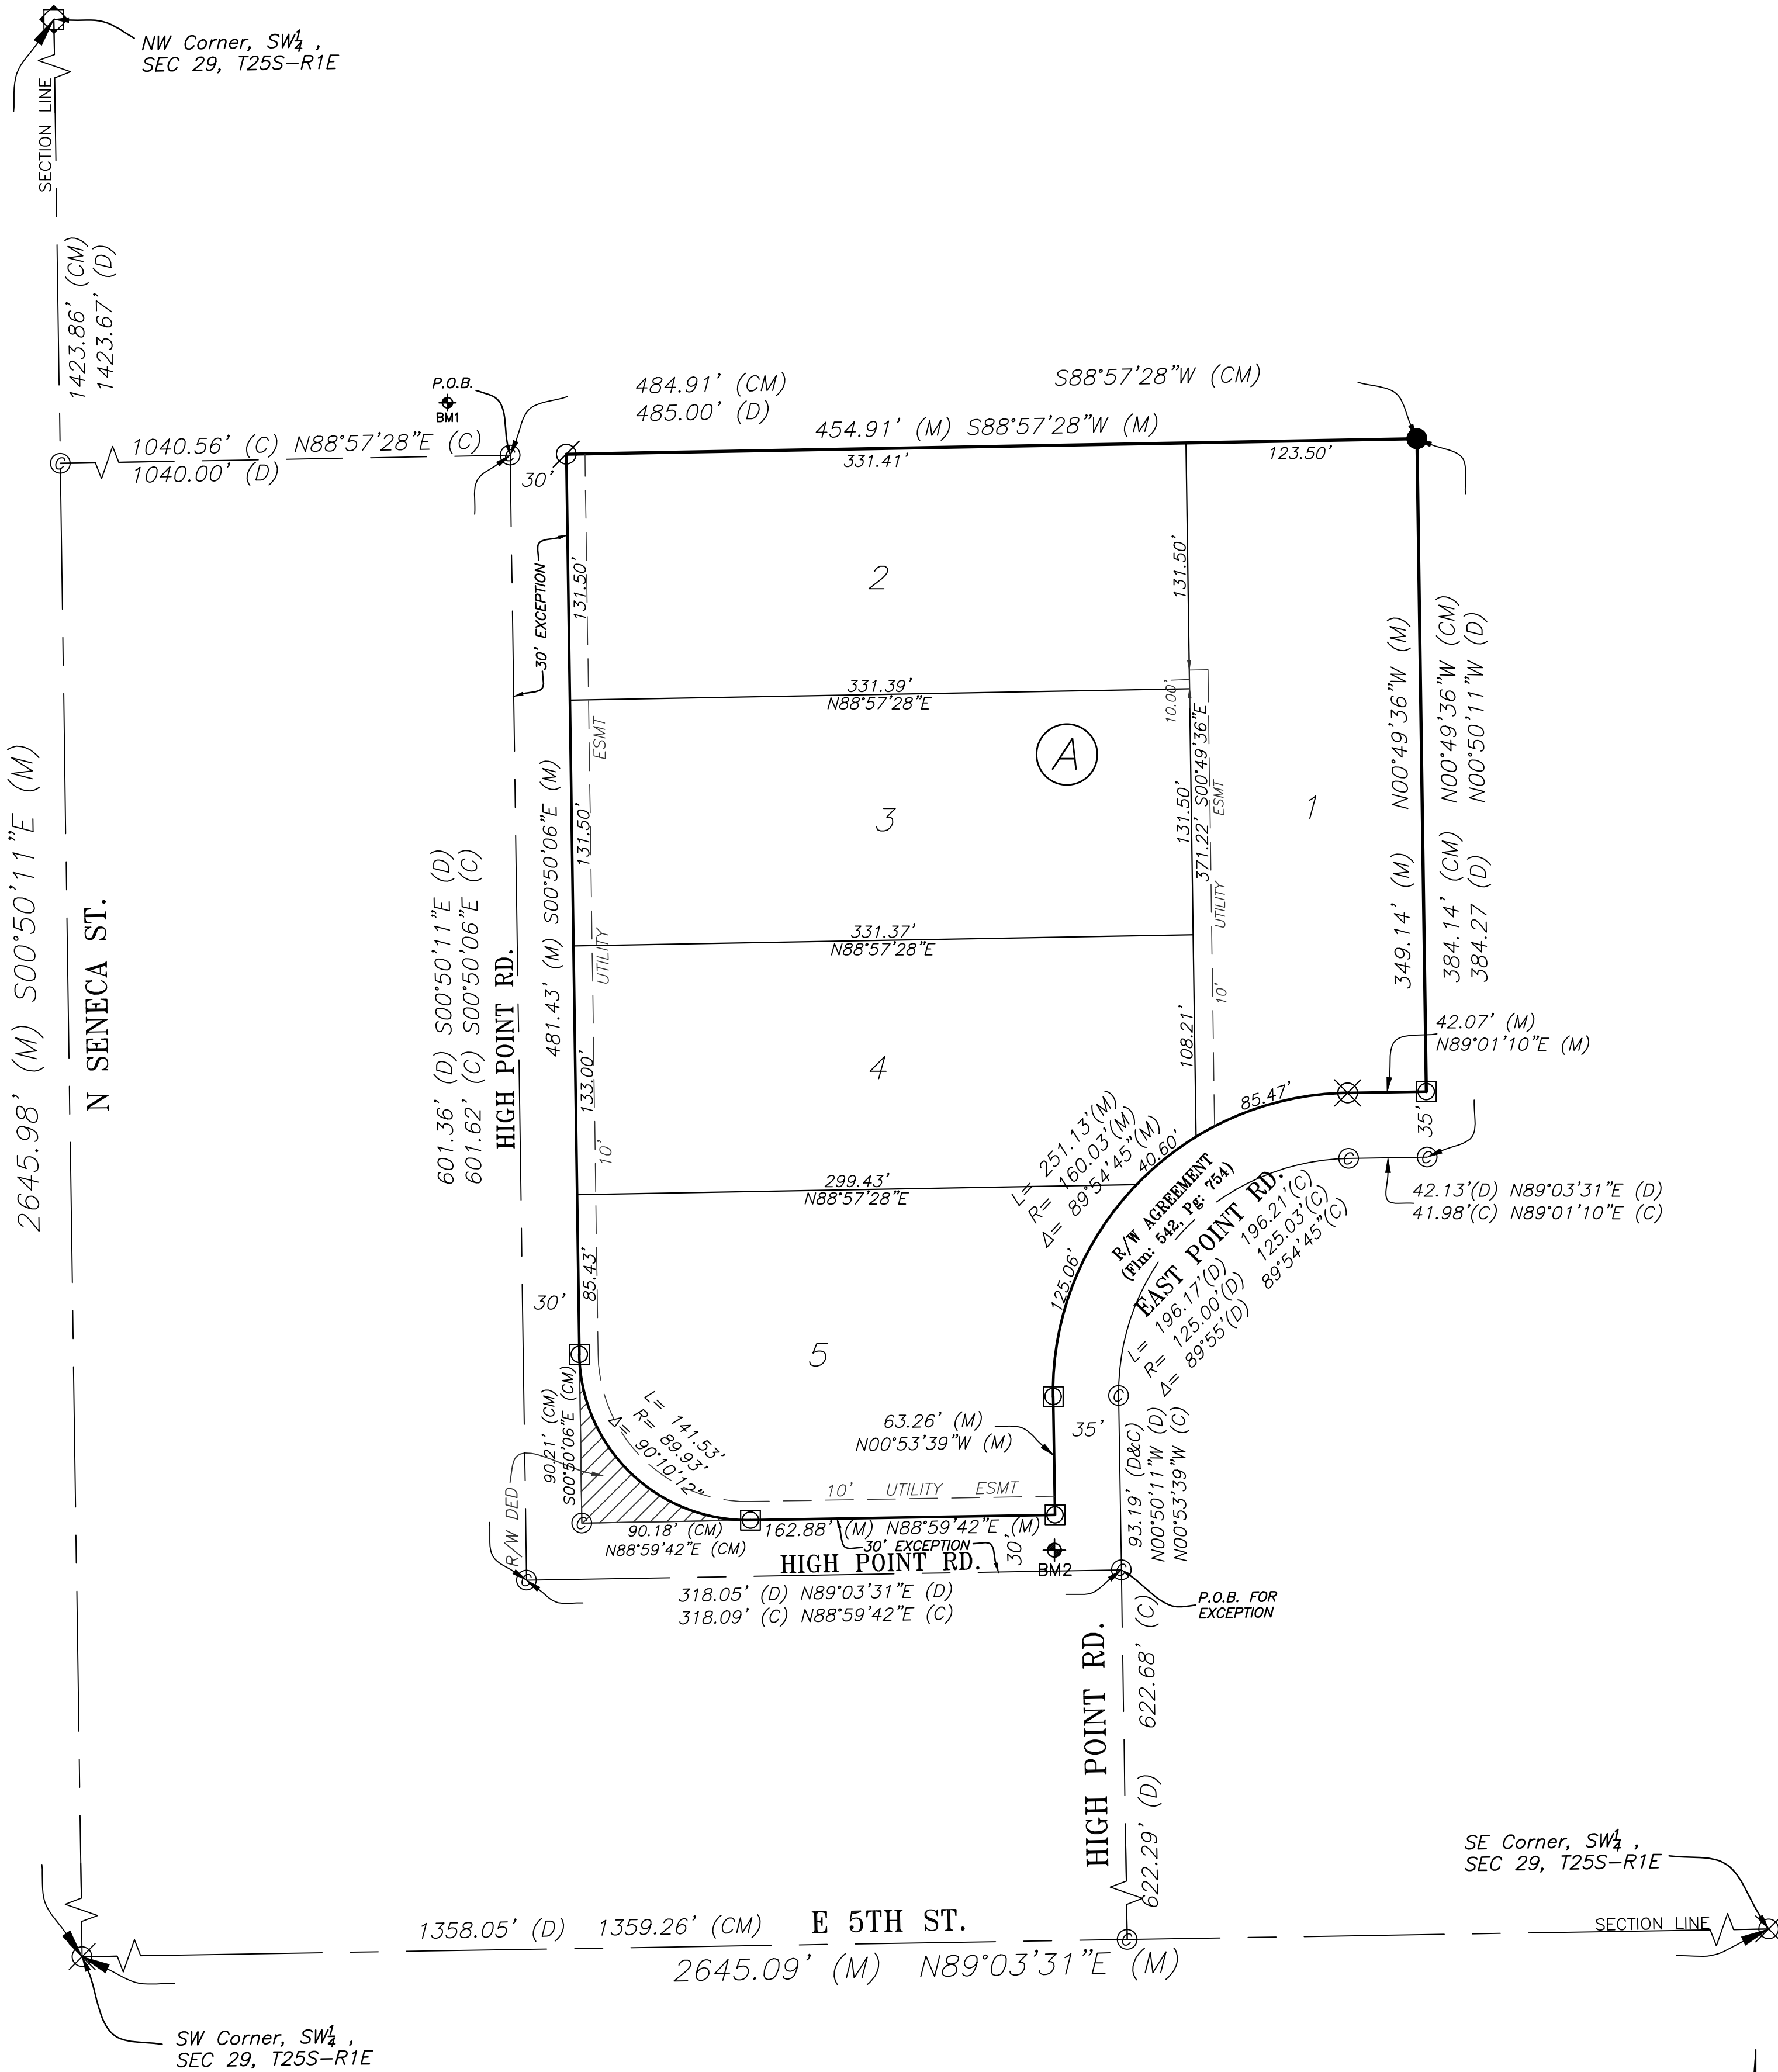 NW Corner, SW1/4 ,
SEC 29, T25S-R1E
SECTION LINE
1423.86' (CM)
1423.67' (D)
P.O.B.
BM1
1040.56' (C) N88°57'28"E (C)
1040.00' (D)
C
C
30'
484.91' (CM)
485.00' (D)
S88°57'28"W (CM)
454.91' (M) S88°57'28"W (M)
331.41'
123.50'
30' EXCEPTION
131.50'
2
131.50'
331.39'
N88°57'28"E
10.00'
ESMT
A
371.22' S00°49'36"E
ESMT
1
349.14' (M) N00°49'36"W (M)
384.14' (CM) N00°49'36"W (CM)
384.27 (D) N00°50'11"W (D)
2645.98' (M) S00°50'11"E (M)
N SENECA ST.
601.36' (D) S00°50'11"E (D)
601.62' (C) S00°50'06"E (C)
HIGH POINT RD.
481.43' (M) S00°50'06"E (M)
131.50'
3
131.50'
UTILITY
331.37'
N88°57'28"E
UTILITY
10'
133.00'
4
108.21'
10'
42.07' (M)
N89°01'10"E (M)
85.47'
35'
L= 251.13'(M)
R= 160.03'(M)
Δ= 89°54'45"(M)
40.60'
R/W AGREEMENT
(Flm: 542, Pg: 754)
EAST POINT RD.
C
C
42.13'(D) N89°03'31"E (D)
41.98'(C) N89°01'10"E (C)
L= 196.17'(D) 196.21'(C)
R= 125.00'(D) 125.03'(C)
Δ= 89°55'(D) 89°54'45"(C)
299.43'
N88°57'28"E
85.43'
30'
125.06'
5
C
90.21' (CM)
S00°50'06"E (CM)
L= 141.53'
R= 89.93'
Δ= 90°10'12"
63.26' (M)
N00°53'39"W (M)
35'
93.19' (D&C)
N00°50'11"W (D)
N00°53'39"W (C)
R/W DED
10' UTILITY ESMT
C
90.18' (CM)
N88°59'42"E (CM)
162.88' (M) N88°59'42"E (M)
30' EXCEPTION
30'
HIGH POINT RD.
BM2
C
C
318.05' (D) N89°03'31"E (D)
318.09' (C) N88°59'42"E (C)
P.O.B. FOR
EXCEPTION
HIGH POINT RD.
622.29' (D) 622.68' (C)
SE Corner, SW1/4 ,
SEC 29, T25S-R1E
1358.05' (D) 1359.26' (CM)
E 5TH ST.
C
SECTION LINE
2645.09' (M) N89°03'31"E (M)
SW Corner, SW1/4 ,
SEC 29, T25S-R1E